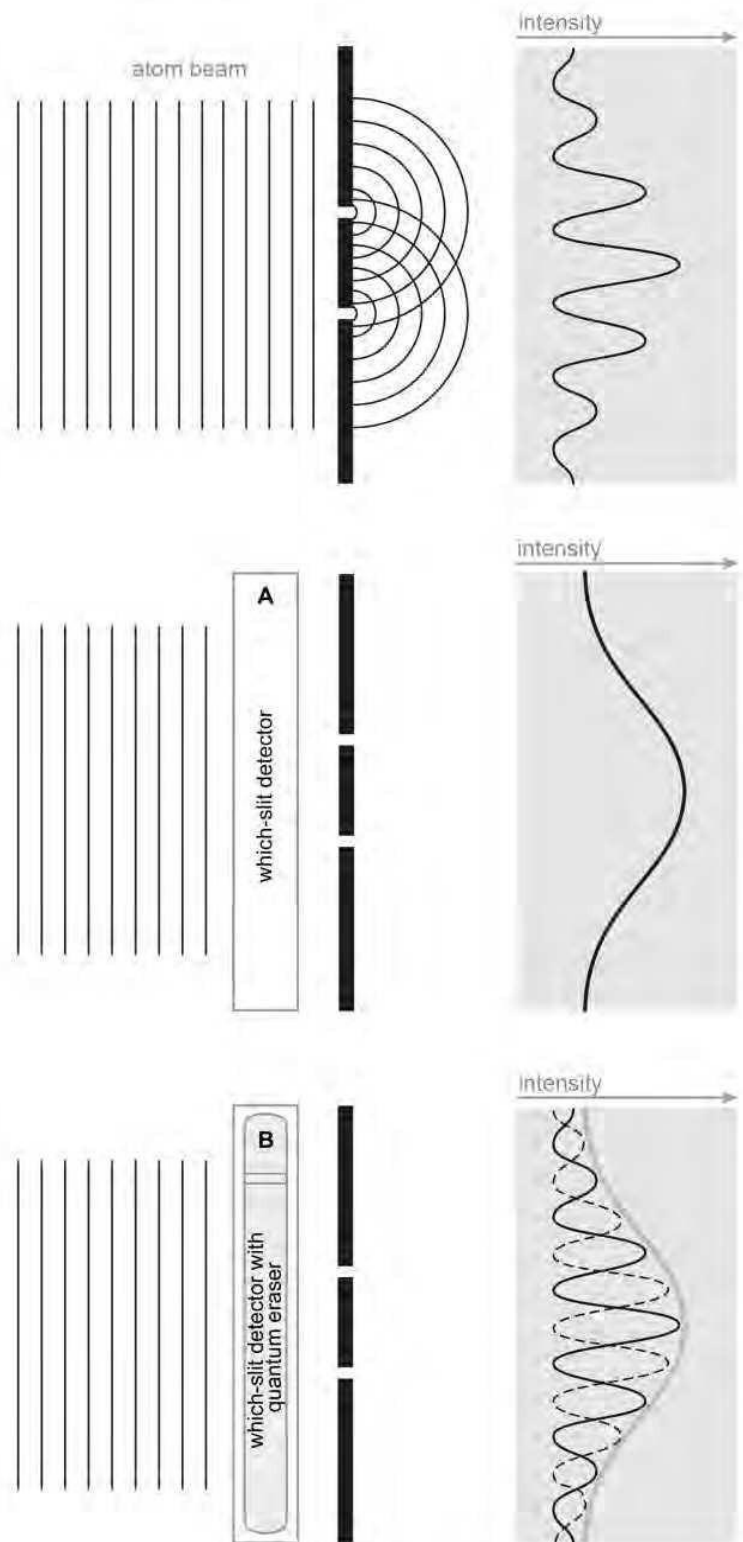 intensity
atom beam
intensity
A
which-slit detector
intensity
B
which-slit detector with
quantum eraser